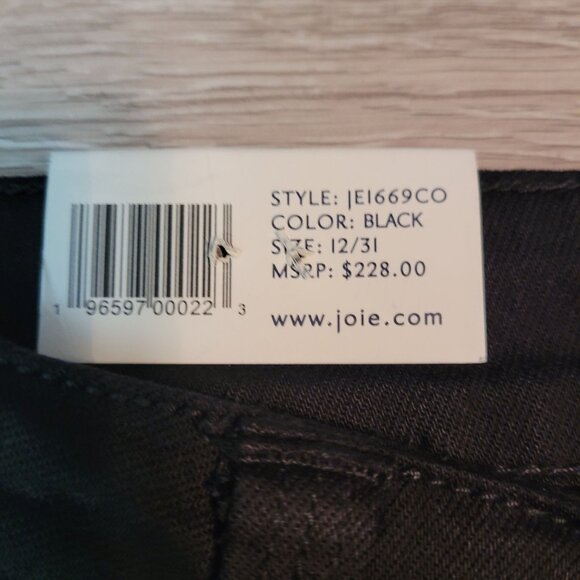 STYLE: JE1669CO
COLOR: BLACK
SIZE: 12/31
MSRP: $228.00
www.joie.com
1 96597 00022 3